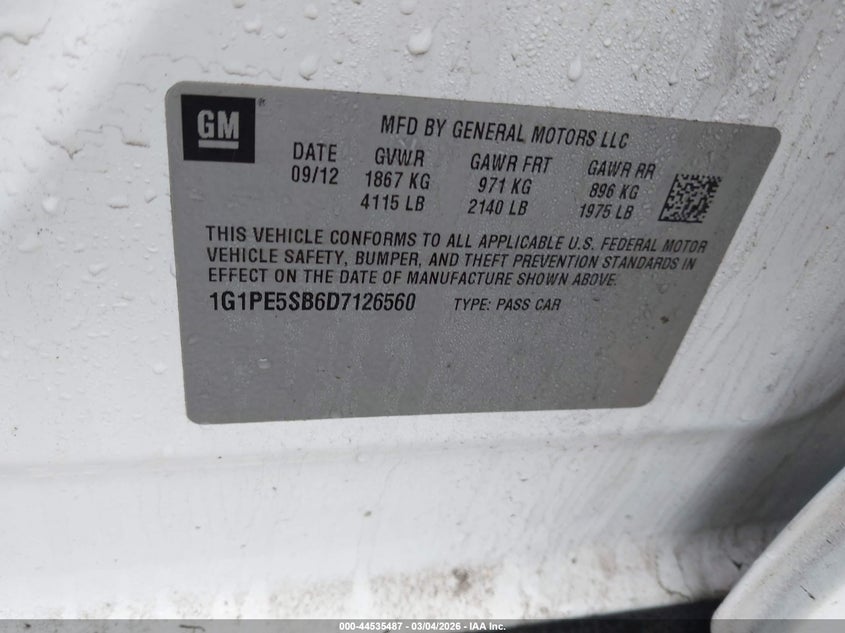 GM
MFD BY GENERAL MOTORS LLC
DATE GVWR GAWR FRT GAWR RR
09/12 1867 KG 971 KG 896 KG
4115 LB 2140 LB 1975 LB
THIS VEHICLE CONFORMS TO ALL APPLICABLE U.S. FEDERAL MOTOR
VEHICLE SAFETY, BUMPER, AND THEFT PREVENTION STANDARDS IN
EFFECT ON THE DATE OF MANUFACTURE SHOWN ABOVE.
1G1PE5SB6D7126560 TYPE: PASS CAR
000-44535487 - 03/04/2026 - IAA Inc.